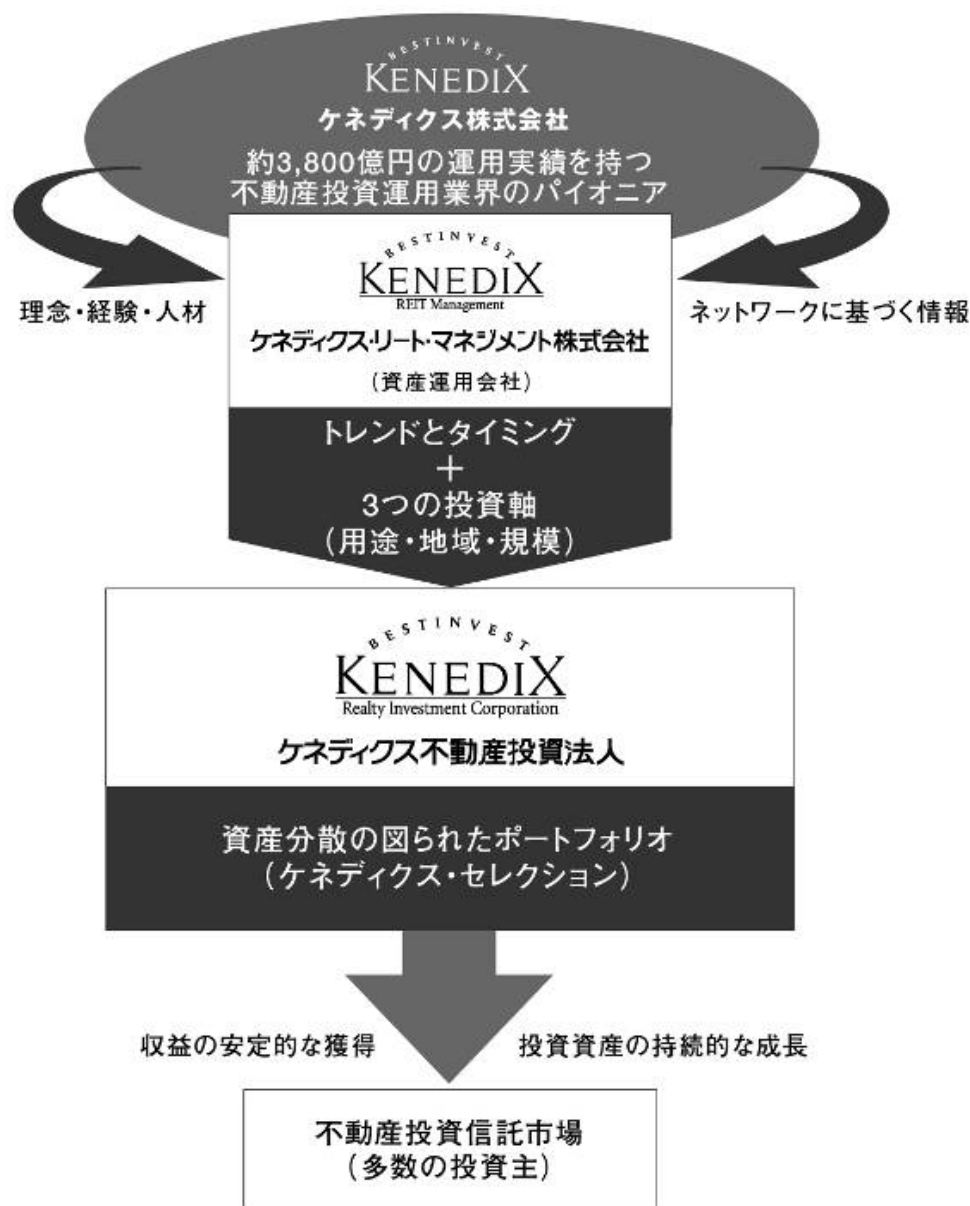 BESTINVEST
KENEDIX
ケネディクス株式会社
約3,800億円の運用実績を持つ
不動産投資運用業界のパイオニア
BESTINVEST
KENEDIX
REIT Management
ケネディクス・リート・マネジメント株式会社
(資産運用会社)
理念・経験・人材
ネットワークに基づく情報
トレンドとタイミング
+
3つの投資軸
(用途・地域・規模)
BESTINVEST
KENEDIX
Realty Investment Corporation
ケネディクス不動産投資法人
資産分散の図られたポートフォリオ
(ケネディクス・セレクション)
収益の安定的な獲得
投資資産の持続的な成長
不動産投資信託市場
(多数の投資主)